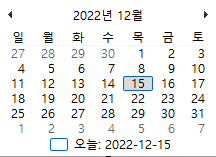 2022년 12월
일 월 화 수 목 금 토
27 28 29 30 1 2 3
4 5 6 7 8 9 10
11 12 13 14 15 16 17
18 19 20 21 22 23 24
25 26 27 28 29 30 31
1 2 3 4 5 6 7
오늘: 2022-12-15